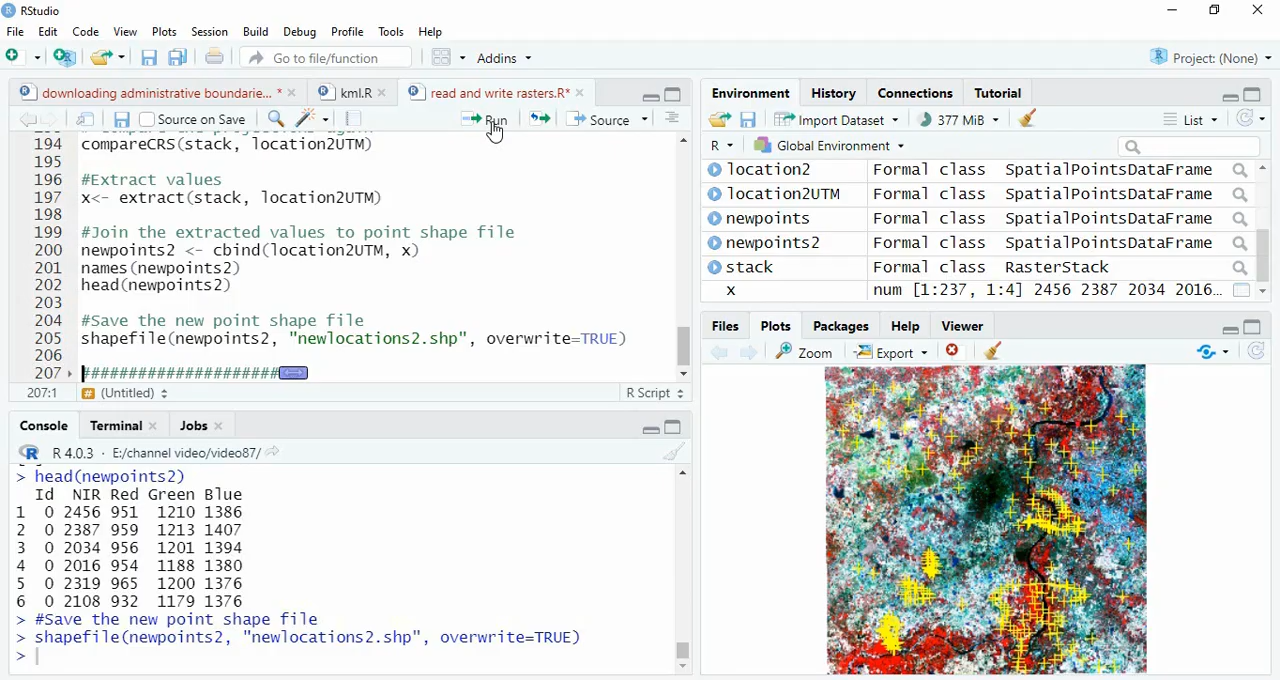 RStudio
File Edit Code View Plots Session Build Debug Profile Tools Help
Go to file/function Addins Project: (None)
downloading administrative boundarie... * kml.R read and write rasters.R*
Source on Save Run Source
194 compareCRS(stack, location2UTM)
195
196 #Extract values
197 x<- extract(stack, location2UTM)
198
199 #Join the extracted values to point shape file
200 newpoints2 <- cbind(location2UTM, x)
201 names(newpoints2)
202 head(newpoints2)
203
204 #Save the new point shape file
205 shapefile(newpoints2, "newlocations2.shp", overwrite=TRUE)
206
207 ######################
207:1 # (Untitled) R Script
Console Terminal Jobs
R 4.0.3 · E:/channel video/video87/
> head(newpoints2)
Id NIR Red Green Blue
1 0 2456 951 1210 1386
2 0 2387 959 1213 1407
3 0 2034 956 1201 1394
4 0 2016 954 1188 1380
5 0 2319 965 1200 1376
6 0 2108 932 1179 1376
> #Save the new point shape file
> shapefile(newpoints2, "newlocations2.shp", overwrite=TRUE)
>
Environment History Connections Tutorial
Import Dataset 377 MiB List
R Global Environment
location2 Formal class SpatialPointsDataFrame
location2UTM Formal class SpatialPointsDataFrame
newpoints Formal class SpatialPointsDataFrame
newpoints2 Formal class SpatialPointsDataFrame
stack Formal class RasterStack
x num [1:237, 1:4] 2456 2387 2034 2016...
Files Plots Packages Help Viewer
Zoom Export